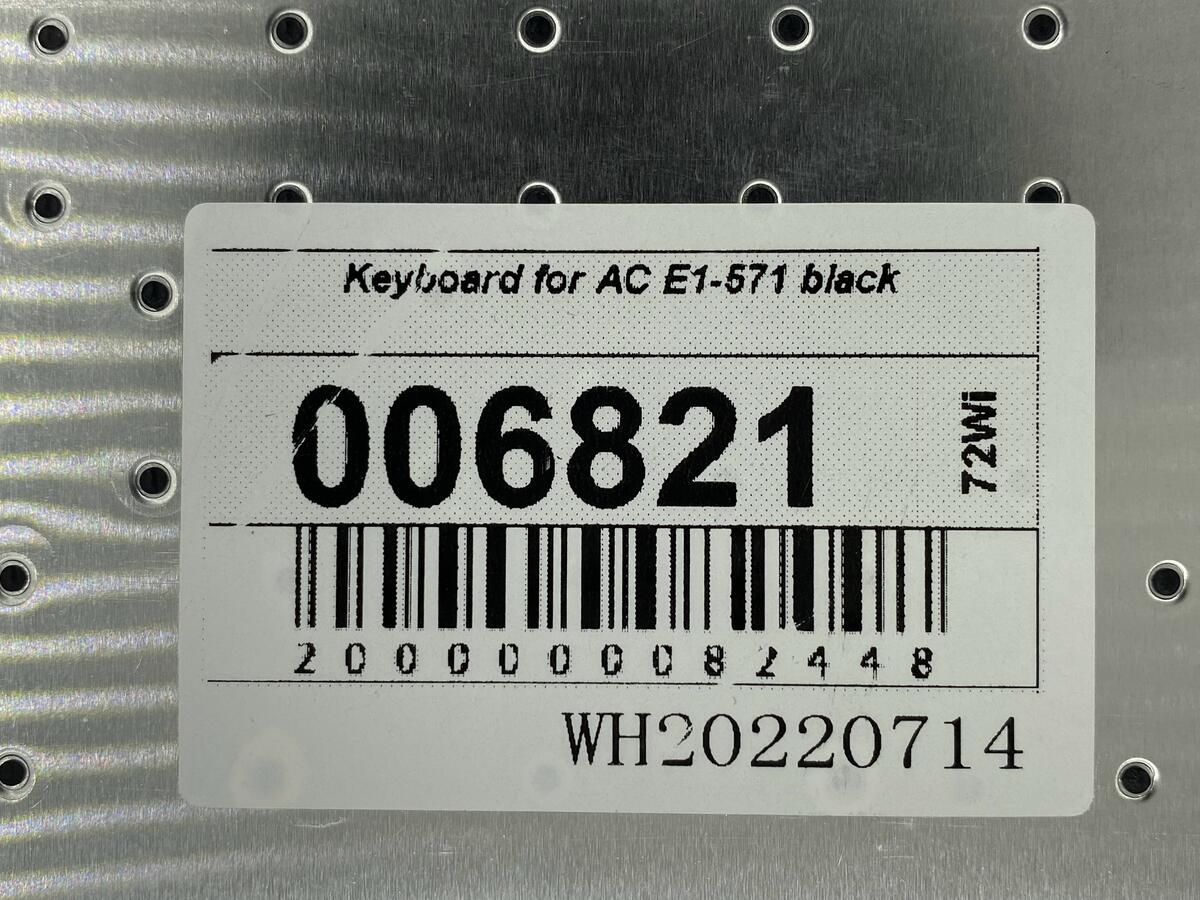 Keyboard for AC E1-571 black
006821
72Wi
2000000082448
WH20220714